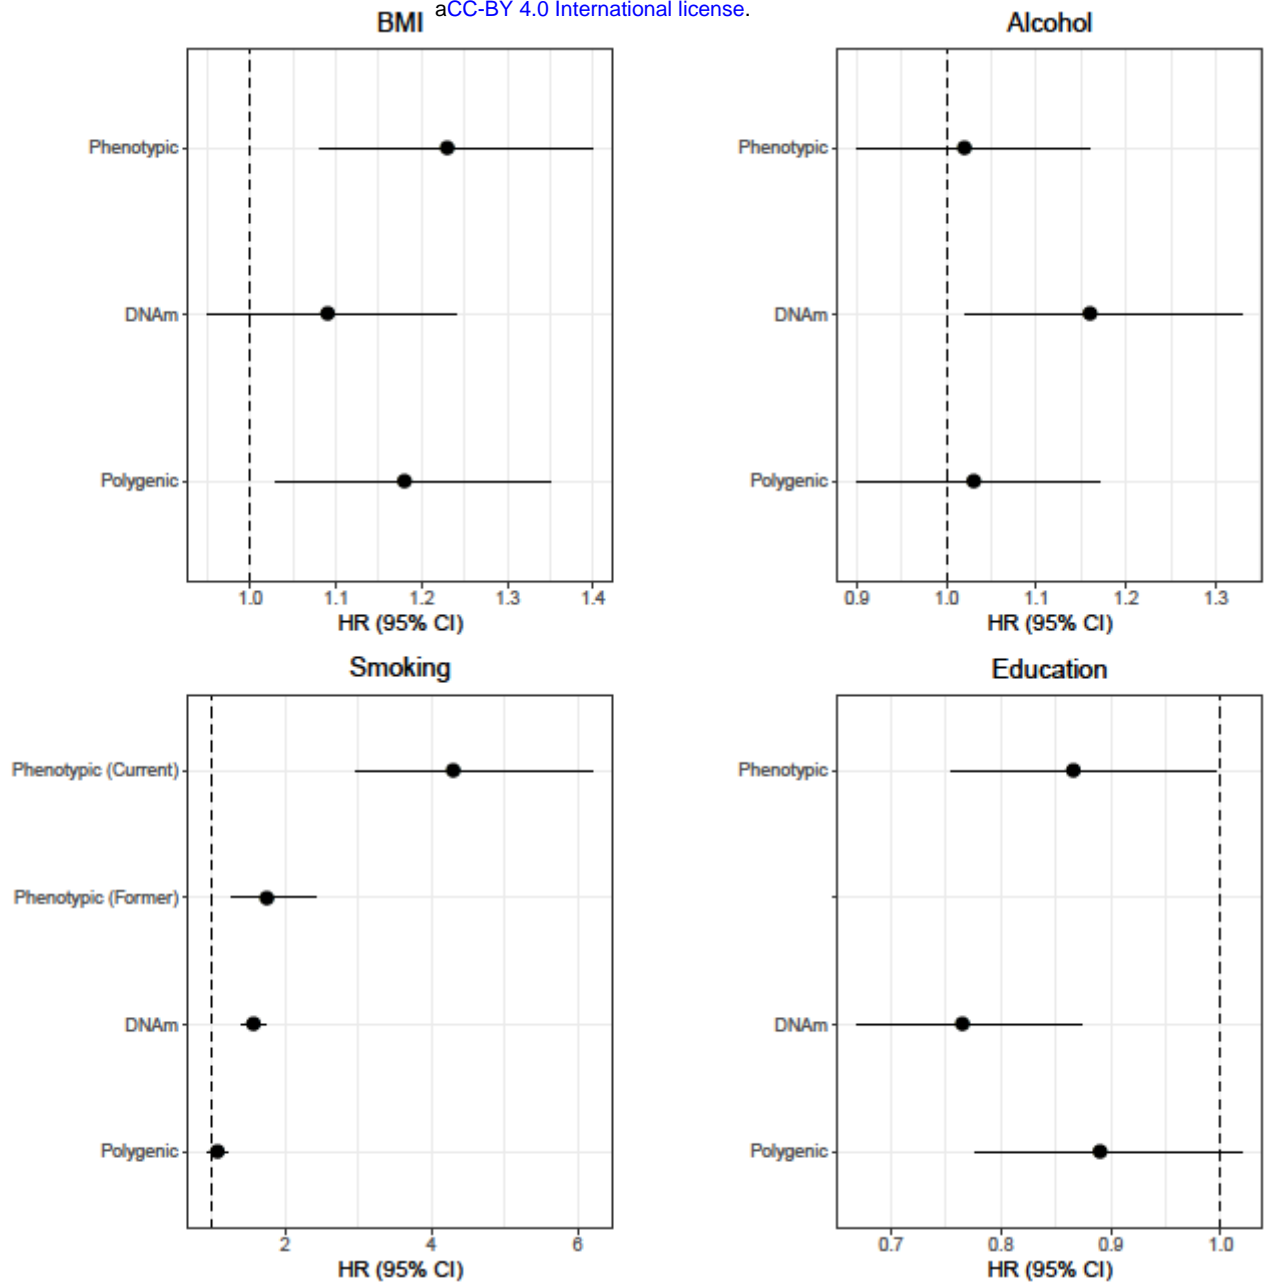 aCC-BY 4.0 International license.
BMI
Phenotypic
DNAm
Polygenic
1.0 1.1 1.2 1.3 1.4
HR (95% CI)
Alcohol
Phenotypic
DNAm
Polygenic
0.9 1.0 1.1 1.2 1.3
HR (95% CI)
Smoking
Phenotypic (Current)
Phenotypic (Former)
DNAm
Polygenic
2 4 6
HR (95% CI)
Education
Phenotypic
DNAm
Polygenic
0.7 0.8 0.9 1.0
HR (95% CI)